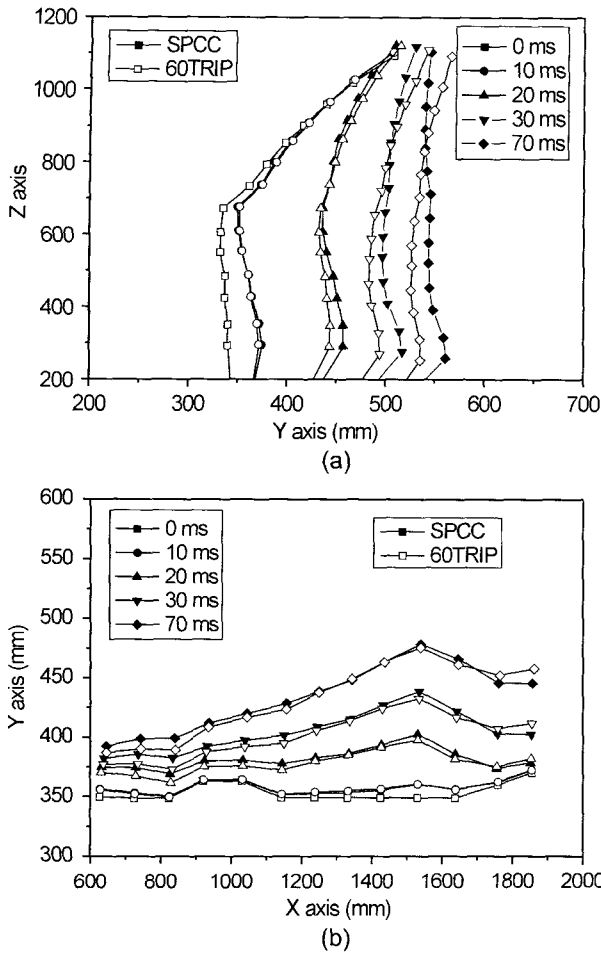 SPCC
60TRIP
0 ms
10 ms
20 ms
30 ms
70 ms
Z axis
1200
1000
800
600
400
200
200 300 400 500 600 700
Y axis (mm)
(a)
0 ms
10 ms
20 ms
30 ms
70 ms
SPCC
60TRIP
Y axis (mm)
600
550
500
450
400
350
300
600 800 1000 1200 1400 1600 1800 2000
X axis (mm)
(b)